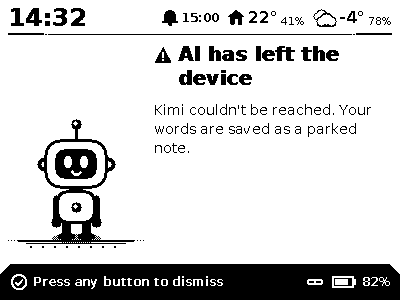 14:32 15:00 22° 41% -4° 78%
AI has left the
device
Kimi couldn't be reached. Your
words are saved as a parked
note.
Press any button to dismiss 82%